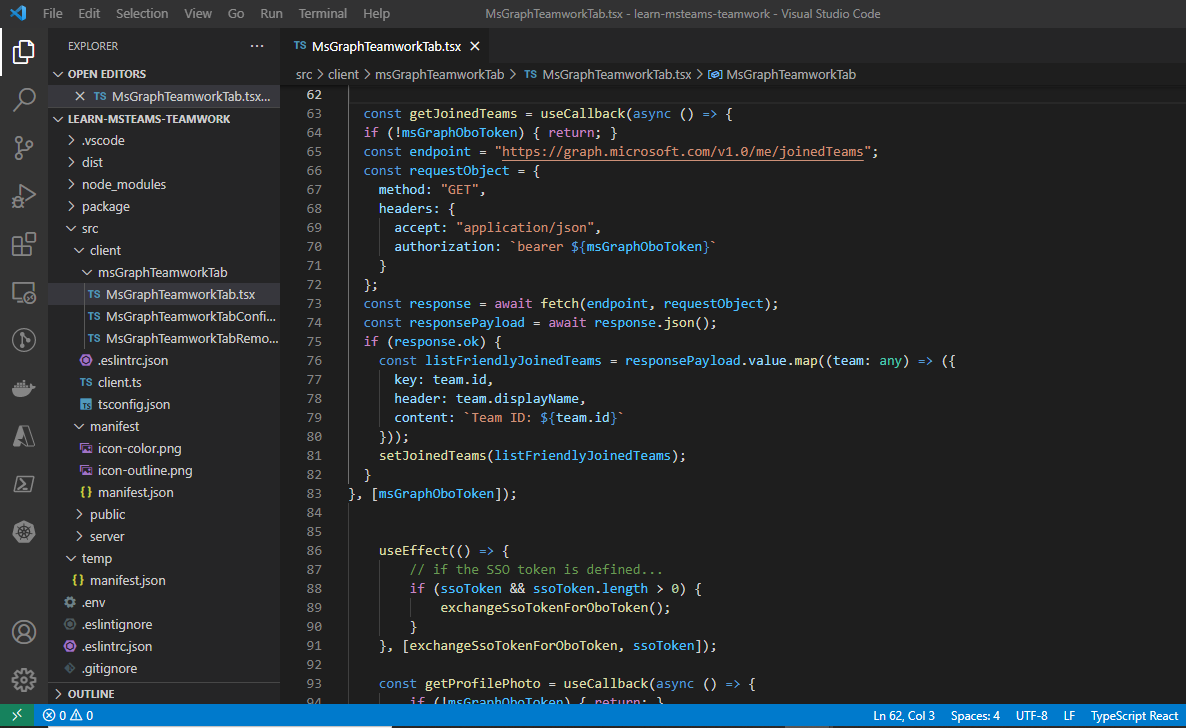 File Edit Selection View Go Run Terminal Help MsGraphTeamworkTab.tsx - learn-msteams-teamwork - Visual Studio Code
EXPLORER ...
OPEN EDITORS
TS MsGraphTeamworkTab.tsx...
LEARN-MSTEAMS-TEAMWORK
.vscode
dist
node_modules
package
src
client
msGraphTeamworkTab
TS MsGraphTeamworkTab.tsx
TS MsGraphTeamworkTabConfi...
TS MsGraphTeamworkTabRemo...
.eslintrc.json
TS client.ts
TS tsconfig.json
manifest
icon-color.png
icon-outline.png
{} manifest.json
public
server
temp
{} manifest.json
.env
.eslintignore
.eslintrc.json
.gitignore
OUTLINE
TS MsGraphTeamworkTab.tsx
src > client > msGraphTeamworkTab > TS MsGraphTeamworkTab.tsx > MsGraphTeamworkTab
62
63 const getJoinedTeams = useCallback(async () => {
64 if (!msGraphOboToken) { return; }
65 const endpoint = "https://graph.microsoft.com/v1.0/me/joinedTeams";
66 const requestObject = {
67 method: "GET",
68 headers: {
69 accept: "application/json",
70 authorization: `bearer ${msGraphOboToken}`
71 }
72 };
73 const response = await fetch(endpoint, requestObject);
74 const responsePayload = await response.json();
75 if (response.ok) {
76 const listFriendlyJoinedTeams = responsePayload.value.map((team: any) => ({
77 key: team.id,
78 header: team.displayName,
79 content: `Team ID: ${team.id}`
80 }));
81 setJoinedTeams(listFriendlyJoinedTeams);
82 }
83 }, [msGraphOboToken]);
84
85
86 useEffect(() => {
87 // if the SSO token is defined...
88 if (ssoToken && ssoToken.length > 0) {
89 exchangeSsoTokenForOboToken();
90 }
91 }, [exchangeSsoTokenForOboToken, ssoToken]);
92
93 const getProfilePhoto = useCallback(async () => {
94 if (!msGraphOboToken) { return; }
0 0 Ln 62, Col 3 Spaces: 4 UTF-8 LF TypeScript React